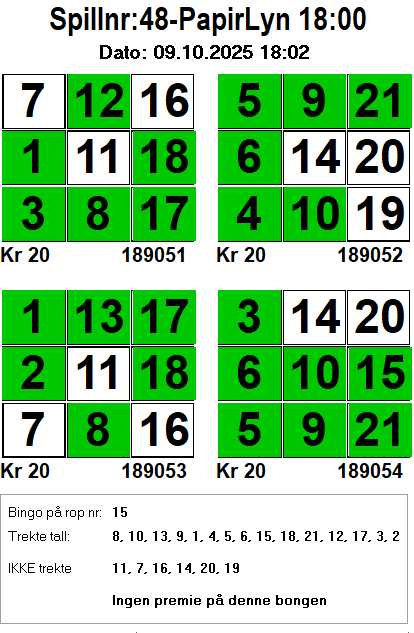 Spillnr:48-PapirLyn 18:00
Dato: 09.10.2025 18:02
7 12 16 5 9 21
1 11 18 6 14 20
3 8 17 4 10 19
Kr 20 189051 Kr 20 189052
1 13 17 3 14 20
2 11 18 6 10 15
7 8 16 5 9 21
Kr 20 189053 Kr 20 189054
Bingo på rop nr: 15
Trekte tall: 8, 10, 13, 9, 1, 4, 5, 6, 15, 18, 21, 12, 17, 3, 2
IKKE trekte 11, 7, 16, 14, 20, 19
Ingen premie på denne bongen